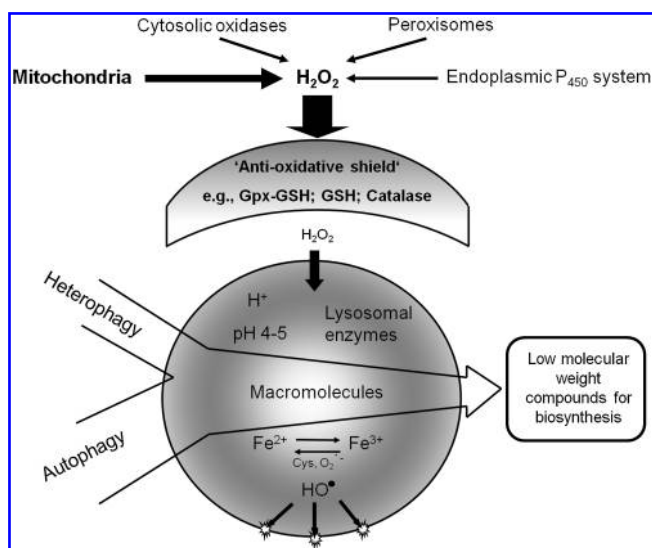 Cytosolic oxidases
Peroxisomes
Mitochondria
H₂O₂
Endoplasmic P₄₅₀ system
'Anti-oxidative shield'
e.g., Gpx-GSH; GSH; Catalase
H₂O₂
Heterophagy
H⁺
pH 4-5
Lysosomal
enzymes
Macromolecules
Low molecular
weight
compounds for
biosynthesis
Autophagy
Fe²⁺
Fe³⁺
Cys, O₂˙⁻
HO•